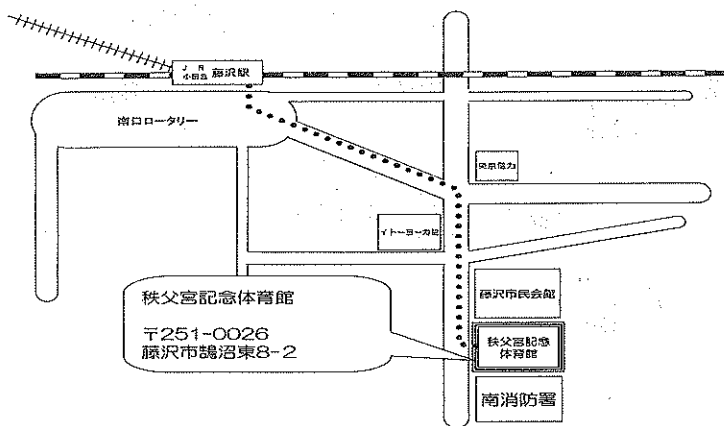 J R
小田急 藤沢駅
南口ロータリー
東京電力
イトーヨーカ堂
藤沢市民会館
秩父宮記念体育館
〒251-0026
藤沢市鵠沼東8-2
秩父宮記念
体育館
南消防署